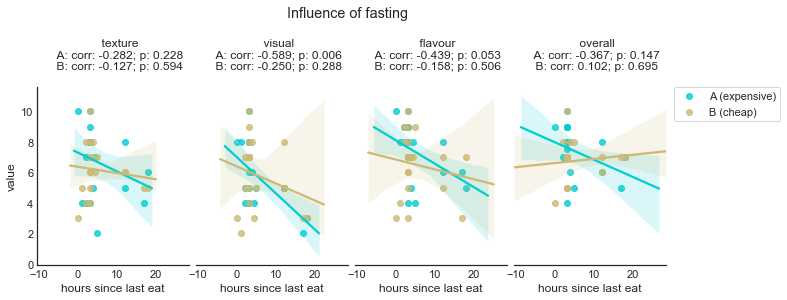 Influence of fasting
texture
A: corr: -0.282; p: 0.228
B: corr: -0.127; p: 0.594
visual
A: corr: -0.589; p: 0.006
B: corr: -0.250; p: 0.288
flavour
A: corr: -0.439; p: 0.053
B: corr: -0.158; p: 0.506
overall
A: corr: -0.367; p: 0.147
B: corr: 0.102; p: 0.695
A (expensive)
B (cheap)
value
10
8
6
4
2
0
−10 0 10 20
−10 0 10 20
−10 0 10 20
−10 0 10 20
hours since last eat
hours since last eat
hours since last eat
hours since last eat